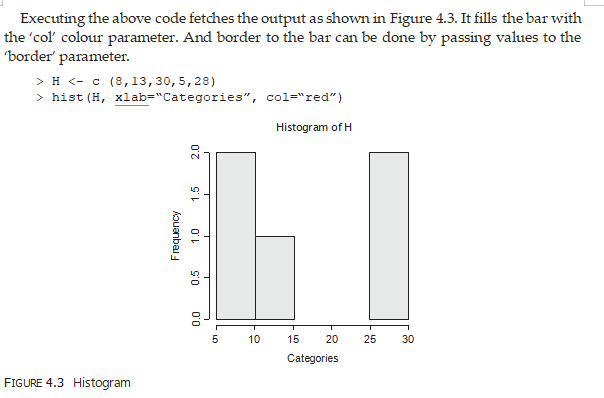 Executing the above code fetches the output as shown in Figure 4.3. It fills the bar with
the ‘col’ colour parameter. And border to the bar can be done by passing values to the
‘border’ parameter.
> H <- c (8,13,30,5,28)
> hist(H, xlab=“Categories”, col=“red”)
Histogram of H
Frequency
2.0
1.5
1.0
0.5
0.0
5 10 15 20 25 30
Categories
FIGURE 4.3 Histogram